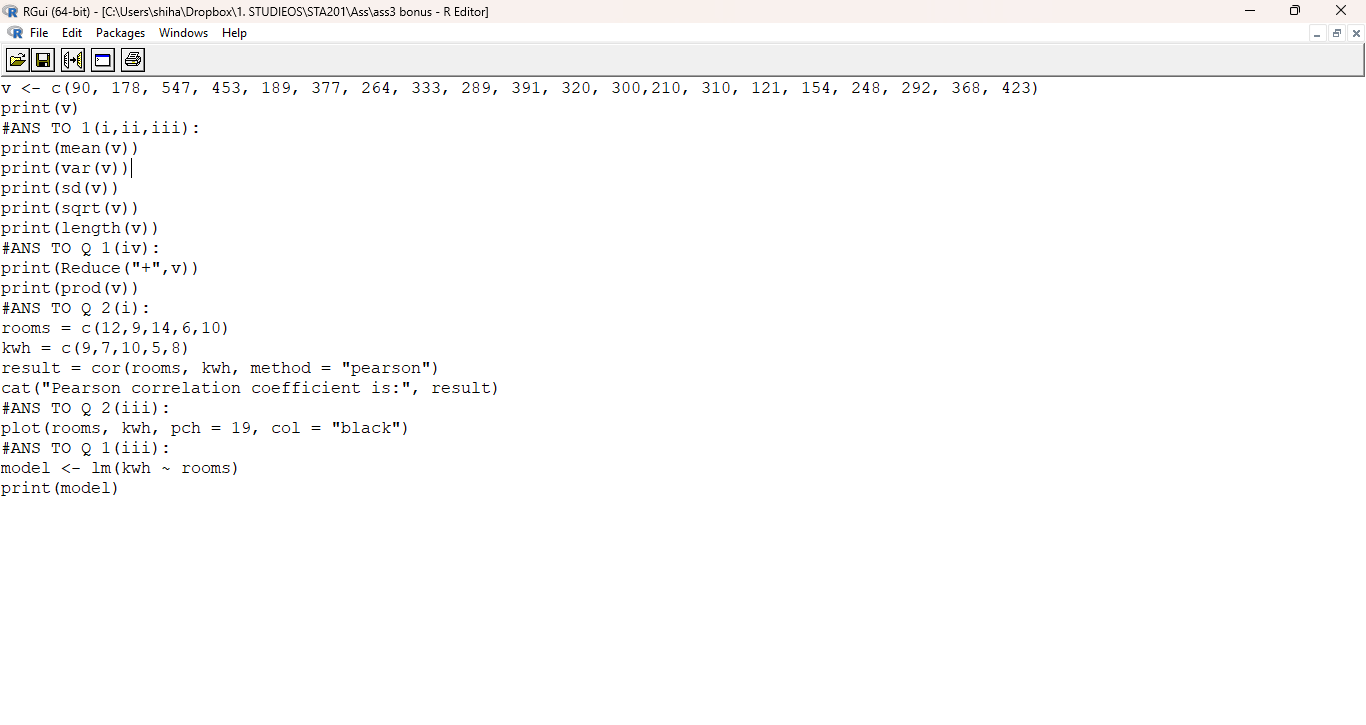 RGui (64-bit) - [C:\Users\shiha\Dropbox\1. STUDIEOS\STA201\Ass\ass3 bonus - R Editor]
File Edit Packages Windows Help
v <- c(90, 178, 547, 453, 189, 377, 264, 333, 289, 391, 320, 300,210, 310, 121, 154, 248, 292, 368, 423)
print(v)
#ANS TO 1(i,ii,iii):
print(mean(v))
print(var(v))
print(sd(v))
print(sqrt(v))
print(length(v))
#ANS TO Q 1(iv):
print(Reduce("+",v))
print(prod(v))
#ANS TO Q 2(i):
rooms = c(12,9,14,6,10)
kwh = c(9,7,10,5,8)
result = cor(rooms, kwh, method = "pearson")
cat("Pearson correlation coefficient is:", result)
#ANS TO Q 2(iii):
plot(rooms, kwh, pch = 19, col = "black")
#ANS TO Q 1(iii):
model <- lm(kwh ~ rooms)
print(model)